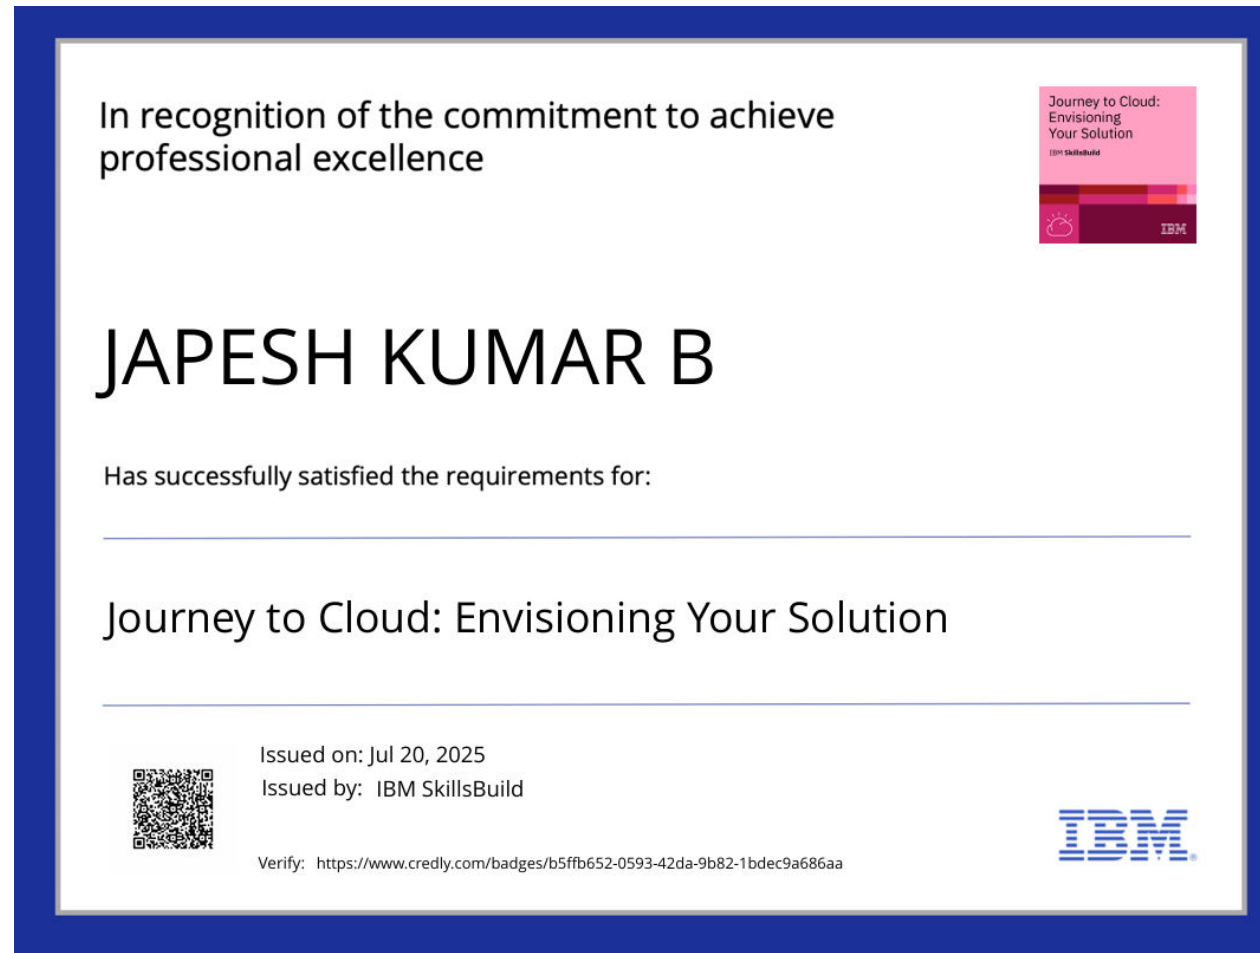 In recognition of the commitment to achieve
professional excellence
Journey to Cloud:
Envisioning
Your Solution
IBM SkillsBuild
IBM
JAPESH KUMAR B
Has successfully satisfied the requirements for:
Journey to Cloud: Envisioning Your Solution
Issued on: Jul 20, 2025
Issued by: IBM SkillsBuild
Verify: https://www.credly.com/badges/b5ffb652-0593-42da-9b82-1bdec9a686aa
IBM®